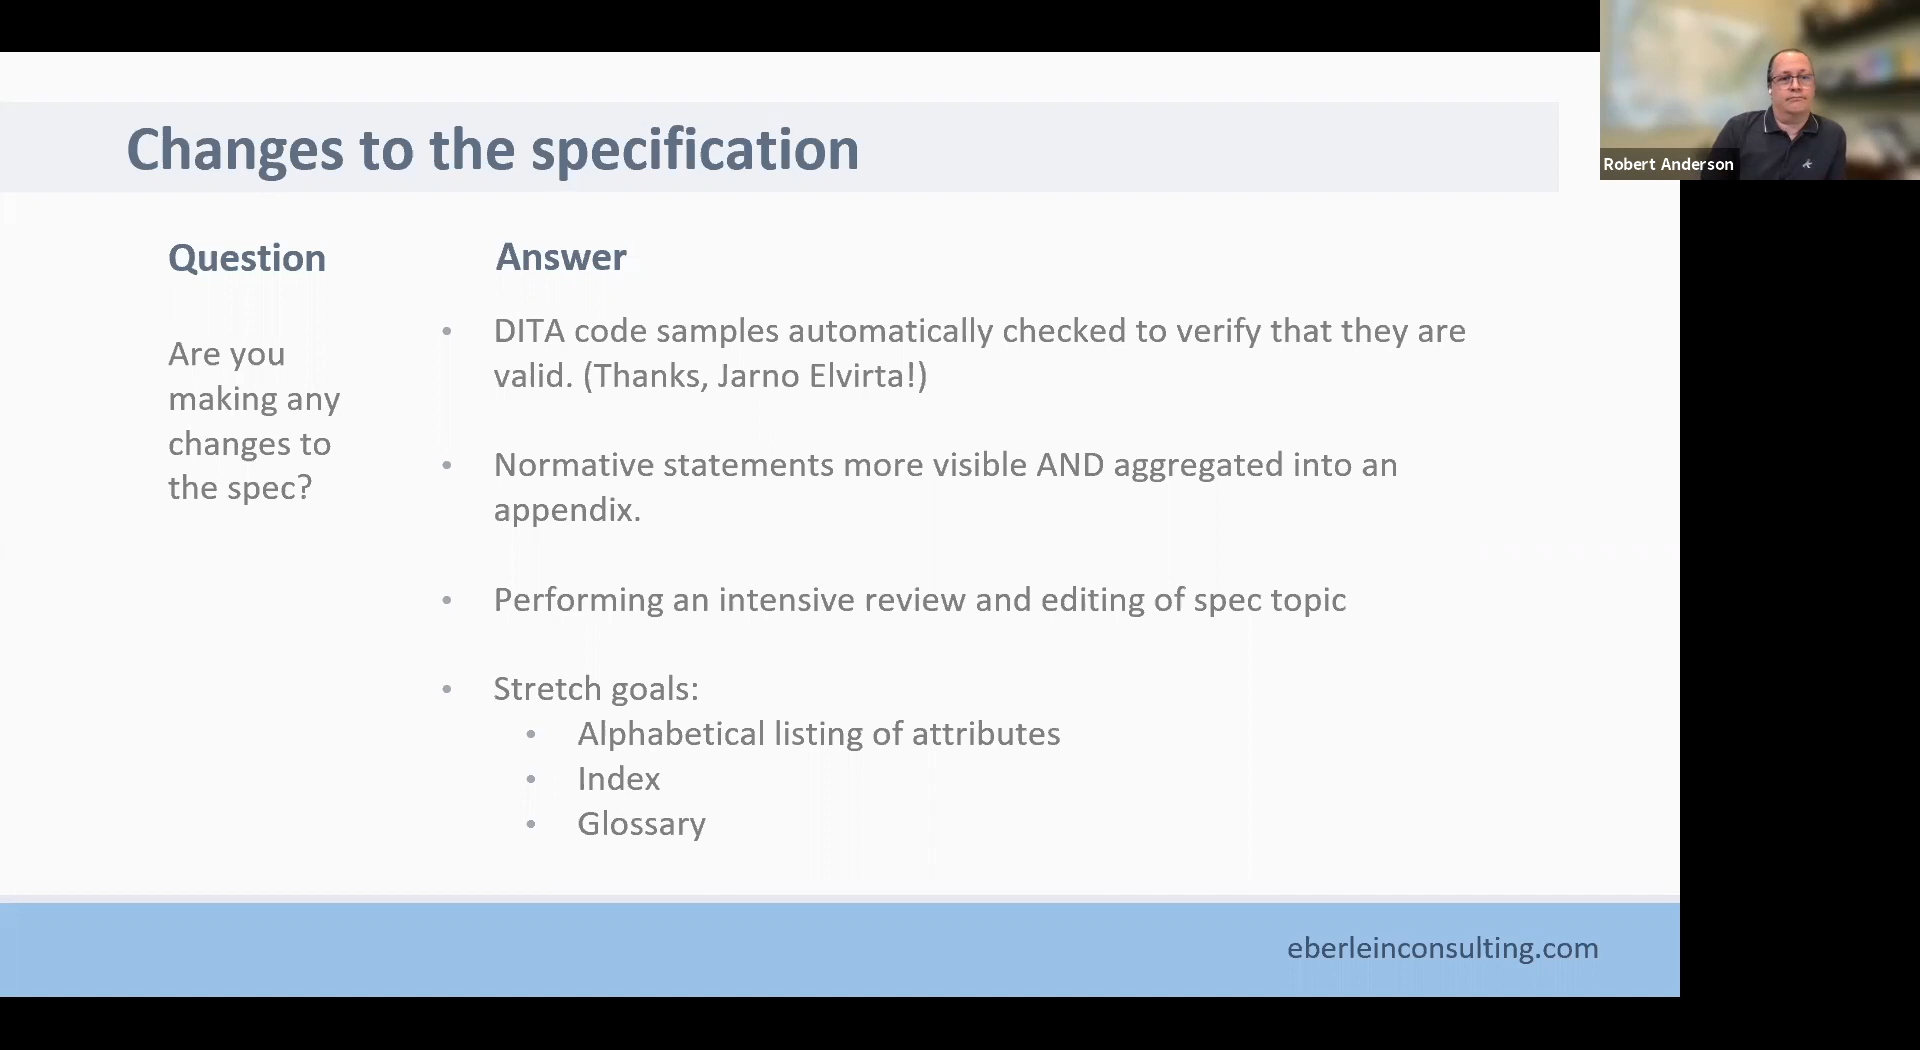 Changes to the specification
Robert Anderson
Question
Are you
making any
changes to
the spec?
Answer
• DITA code samples automatically checked to verify that they are
valid. (Thanks, Jarno Elvirta!)
• Normative statements more visible AND aggregated into an
appendix.
• Performing an intensive review and editing of spec topic
• Stretch goals:
• Alphabetical listing of attributes
• Index
• Glossary
eberleinconsulting.com